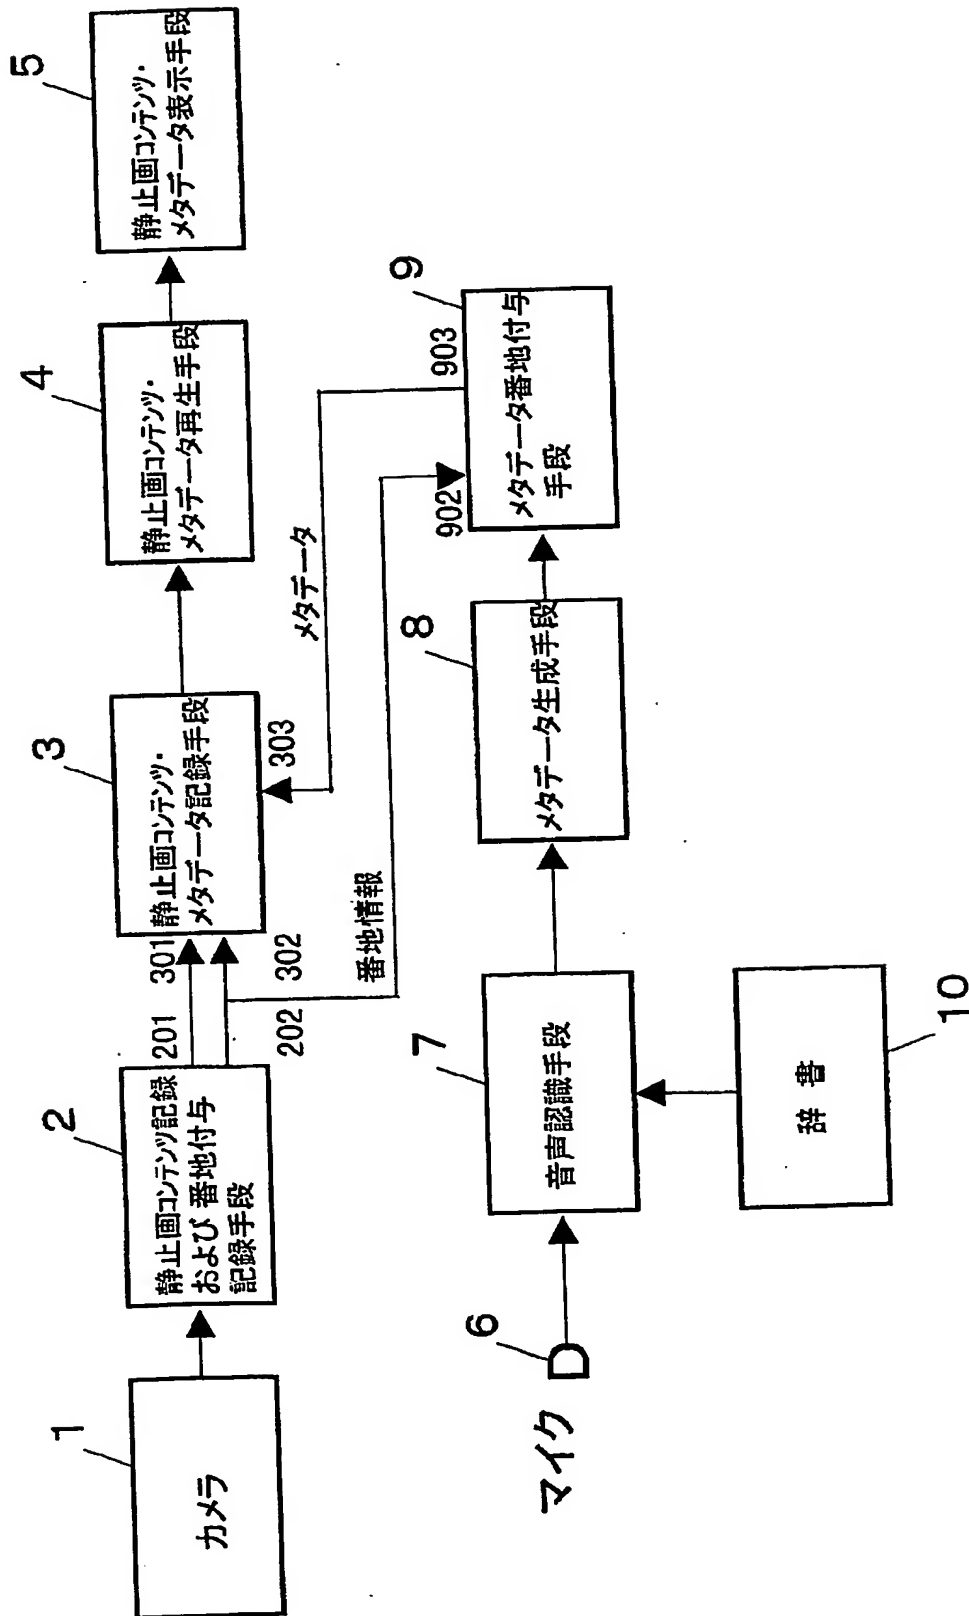 1
カメラ
2
静止画コンテンツ記録
および番地付与
記録手段
201
202
301
302
3
静止画コンテンツ・
メタデータ記録手段
303
4
静止画コンテンツ・
メタデータ再生手段
5
静止画コンテンツ・
メタデータ表示手段
番地情報
メタデータ
マイク
6
7
音声認識手段
8
メタデータ生成手段
902
903
9
メタデータ番地付与
手段
辞書
10